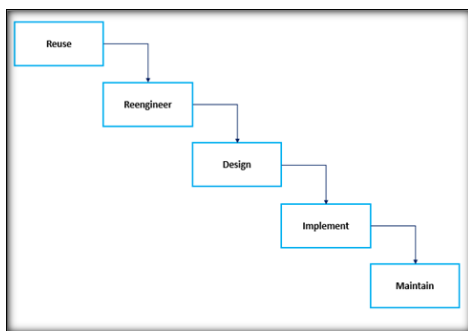 Reuse
Reengineer
Design
Implement
Maintain